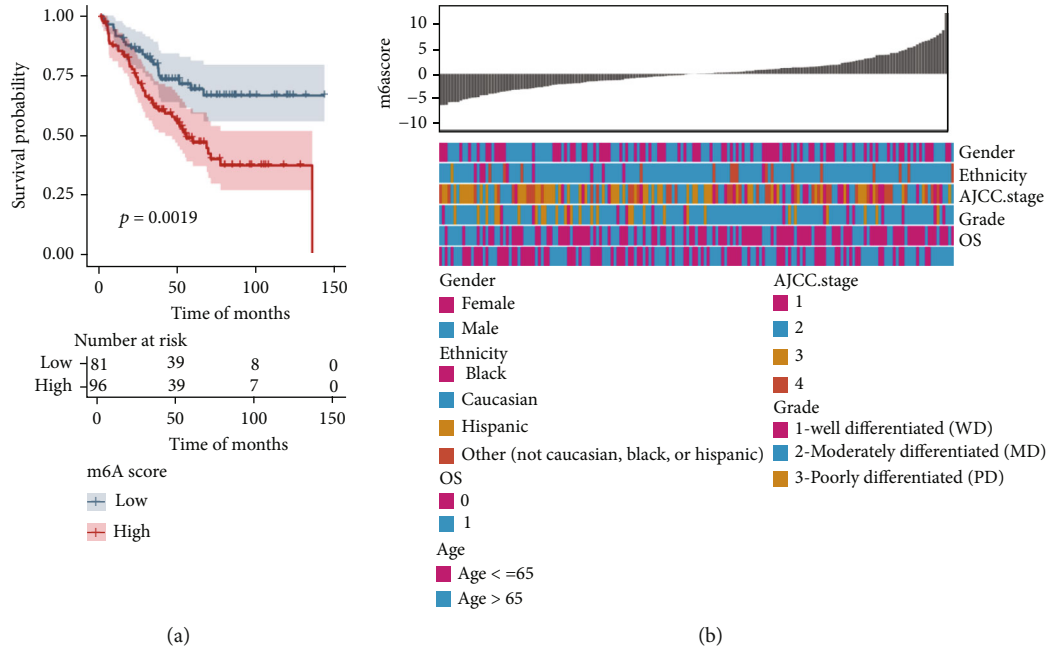 1.00
0.75
0.50
0.25
0.00
Survival probability
p = 0.0019
0 50 100 150
Time of months
Number at risk
Low 81 39 8 0
High 96 39 7 0
0 50 100 150
Time of months
m6A score
Low
High
(a)
10
5
0
−5
−10
m6ascore
Gender
Ethnicity
AJCC.stage
Grade
OS
Gender
Female
Male
Ethnicity
Black
Caucasian
Hispanic
Other (not caucasian, black, or hispanic)
OS
0
1
Age
Age < =65
Age > 65
AJCC.stage
1
2
3
4
Grade
1-well differentiated (WD)
2-Moderately differentiated (MD)
3-Poorly differentiated (PD)
(b)